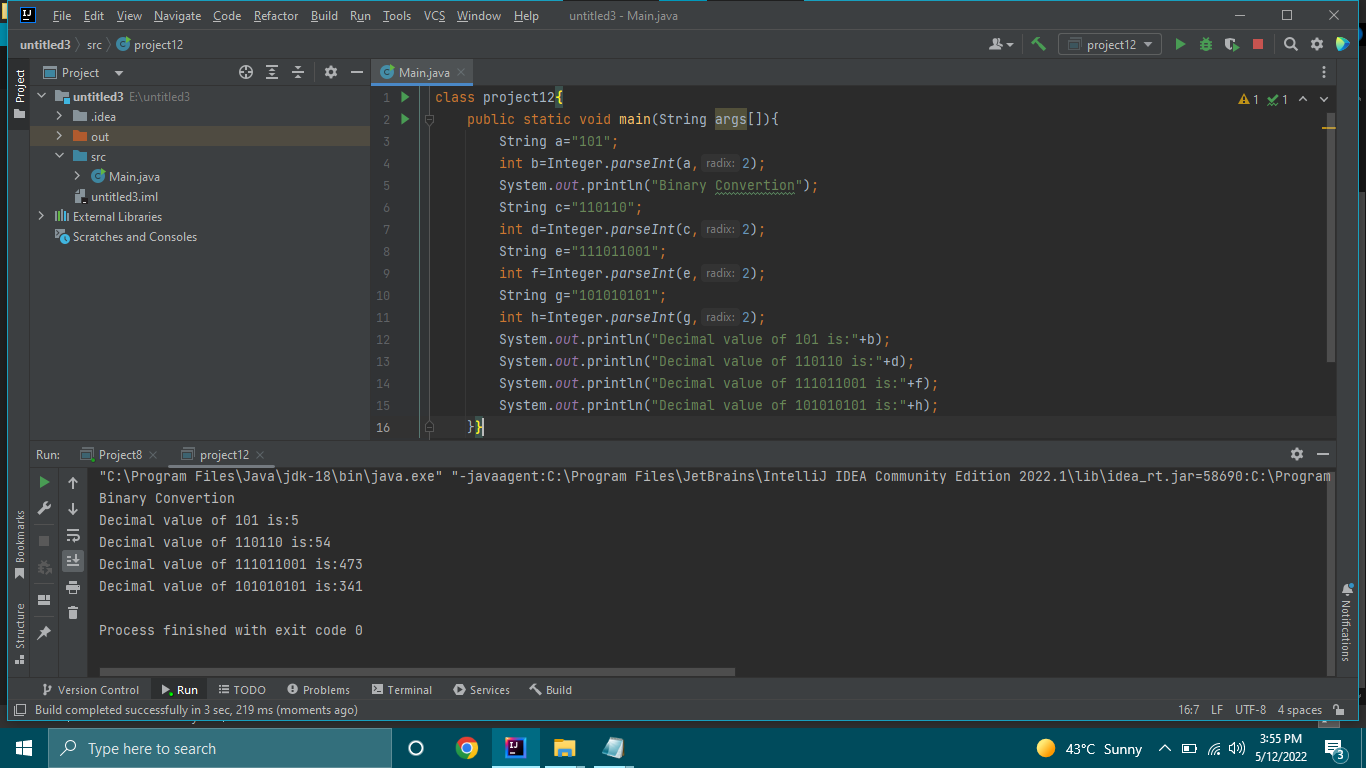 File Edit View Navigate Code Refactor Build Run Tools VCS Window Help untitled3 - Main.java
untitled3 src project12
project12
Project
Project
Main.java
untitled3 E:\untitled3
.idea
out
src
Main.java
untitled3.iml
External Libraries
Scratches and Consoles
1 class project12{
2 public static void main(String args[]){
3 String a="101";
4 int b=Integer.parseInt(a, radix: 2);
5 System.out.println("Binary Convertion");
6 String c="110110";
7 int d=Integer.parseInt(c, radix: 2);
8 String e="111011001";
9 int f=Integer.parseInt(e, radix: 2);
10 String g="101010101";
11 int h=Integer.parseInt(g, radix: 2);
12 System.out.println("Decimal value of 101 is:"+b);
13 System.out.println("Decimal value of 110110 is:"+d);
14 System.out.println("Decimal value of 111011001 is:"+f);
15 System.out.println("Decimal value of 101010101 is:"+h);
16 }}
1 1
Run: Project8 project12
"C:\Program Files\Java\jdk-18\bin\java.exe" "-javaagent:C:\Program Files\JetBrains\IntelliJ IDEA Community Edition 2022.1\lib\idea_rt.jar=58690:C:\Program
Binary Convertion
Decimal value of 101 is:5
Decimal value of 110110 is:54
Decimal value of 111011001 is:473
Decimal value of 101010101 is:341
Process finished with exit code 0
Bookmarks
Structure
Notifications
Version Control Run TODO Problems Terminal Services Build
Build completed successfully in 3 sec, 219 ms (moments ago)
16:7 LF UTF-8 4 spaces
Type here to search
43°C Sunny
3:55 PM
5/12/2022
3